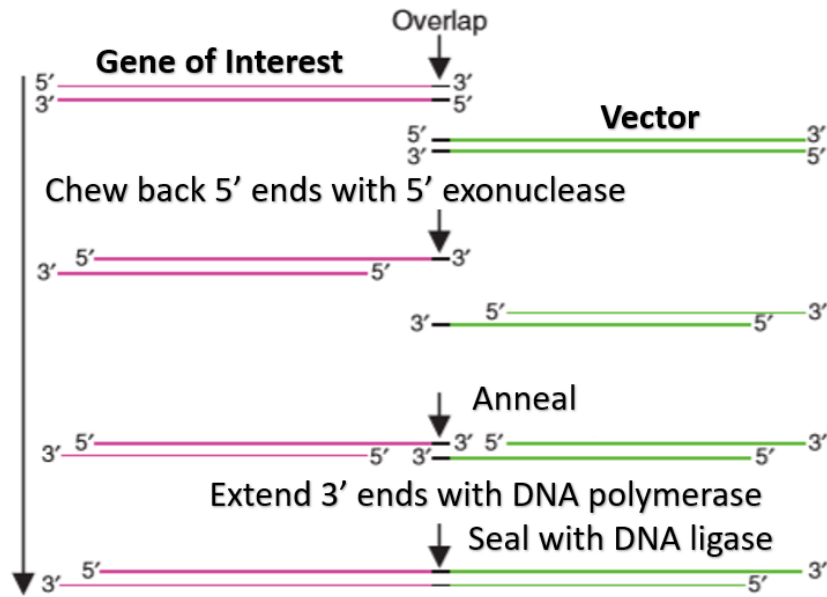 Overlap
Gene of Interest
5′ 3′
3′ 5′
Vector
5′ 3′
3′ 5′
Chew back 5’ ends with 5’ exonuclease
5′ 3′
3′ 5′
5′ 3′
3′ 5′
Anneal
5′ 3′ 5′ 3′
3′ 5′ 3′ 5′
Extend 3’ ends with DNA polymerase
Seal with DNA ligase
5′ 3′
3′ 5′